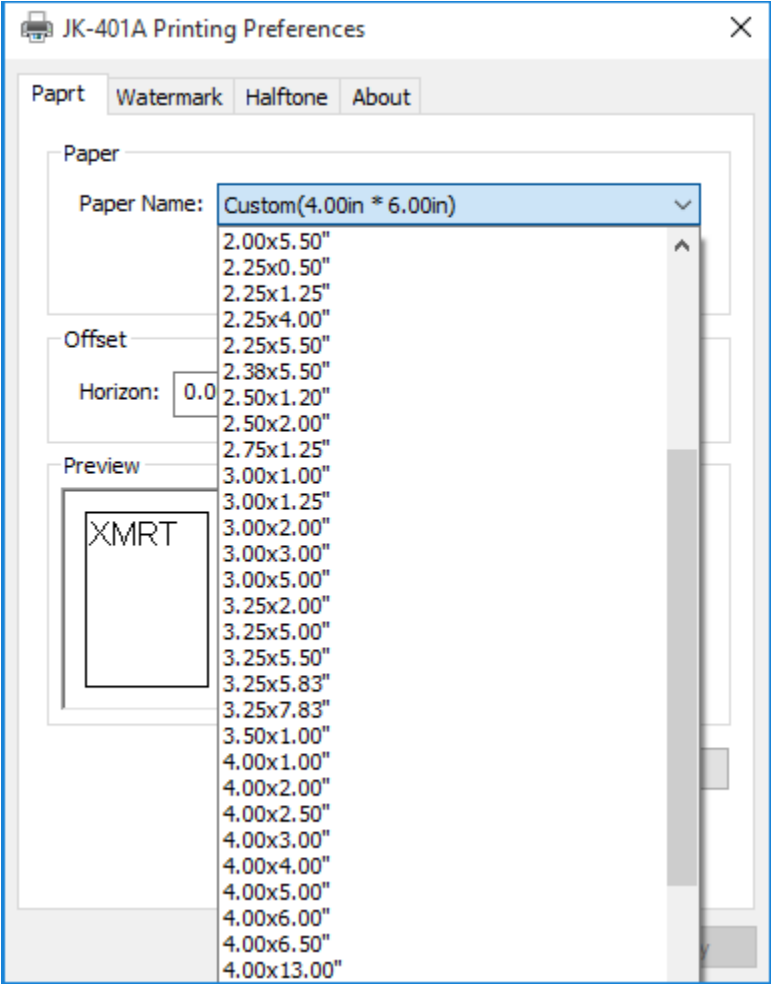 JK-401A Printing Preferences
Paprt Watermark Halftone About
Paper
Paper Name: Custom(4.00in * 6.00in)
2.00x5.50"
2.25x0.50"
2.25x1.25"
2.25x4.00"
Offset
2.25x5.50"
2.38x5.50"
Horizon: 0.0
2.50x1.20"
2.50x2.00"
2.75x1.25"
Preview
3.00x1.00"
3.00x1.25"
XMRT
3.00x2.00"
3.00x3.00"
3.00x5.00"
3.25x2.00"
3.25x5.00"
3.25x5.50"
3.25x5.83"
3.25x7.83"
3.50x1.00"
4.00x1.00"
4.00x2.00"
4.00x2.50"
4.00x3.00"
4.00x4.00"
4.00x5.00"
4.00x6.00"
4.00x6.50"
4.00x13.00"